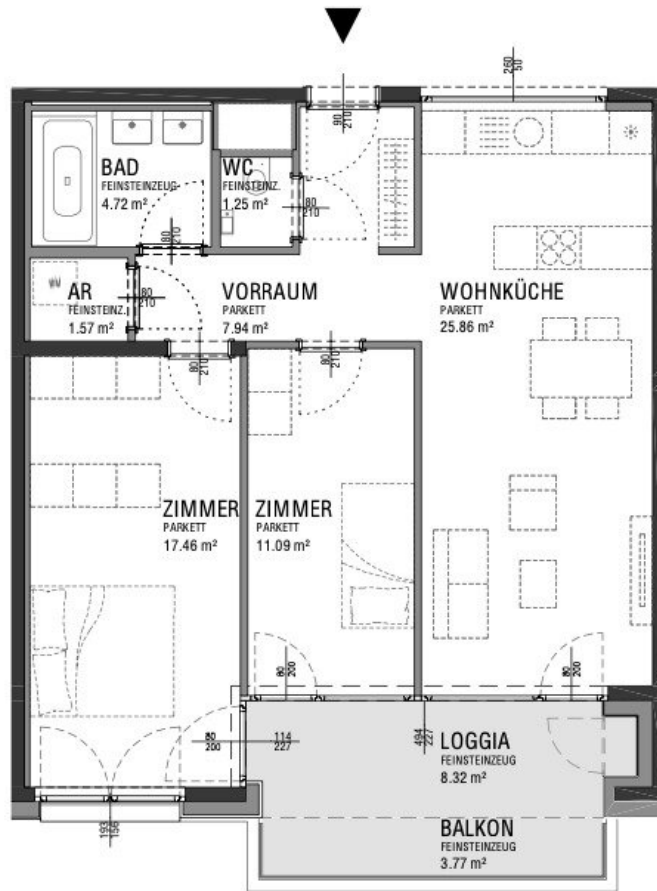 260
50
90
210
BAD
FEINSTEINZEUG
4.72 m²
WC
FEINSTEINZ.
1.25 m²
80
210
80
210
AR
FEINSTEINZ.
1.57 m²
80
210
VORRAUM
PARKETT
7.94 m²
WOHNKÜCHE
PARKETT
25.86 m²
80
210
80
210
ZIMMER
PARKETT
17.46 m²
ZIMMER
PARKETT
11.09 m²
80
200
80
200
80
200
114
227
494
227
LOGGIA
FEINSTEINZEUG
8.32 m²
193
156
BALKON
FEINSTEINZEUG
3.77 m²